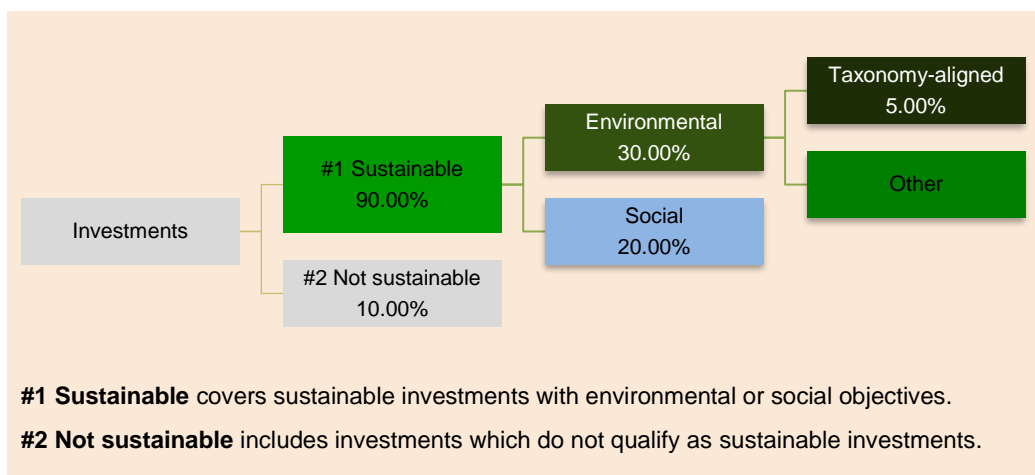 Taxonomy-aligned
5.00%
Environmental
30.00%
#1 Sustainable
90.00%
Other
Social
20.00%
Investments
#2 Not sustainable
10.00%
#1 Sustainable covers sustainable investments with environmental or social objectives.
#2 Not sustainable includes investments which do not qualify as sustainable investments.